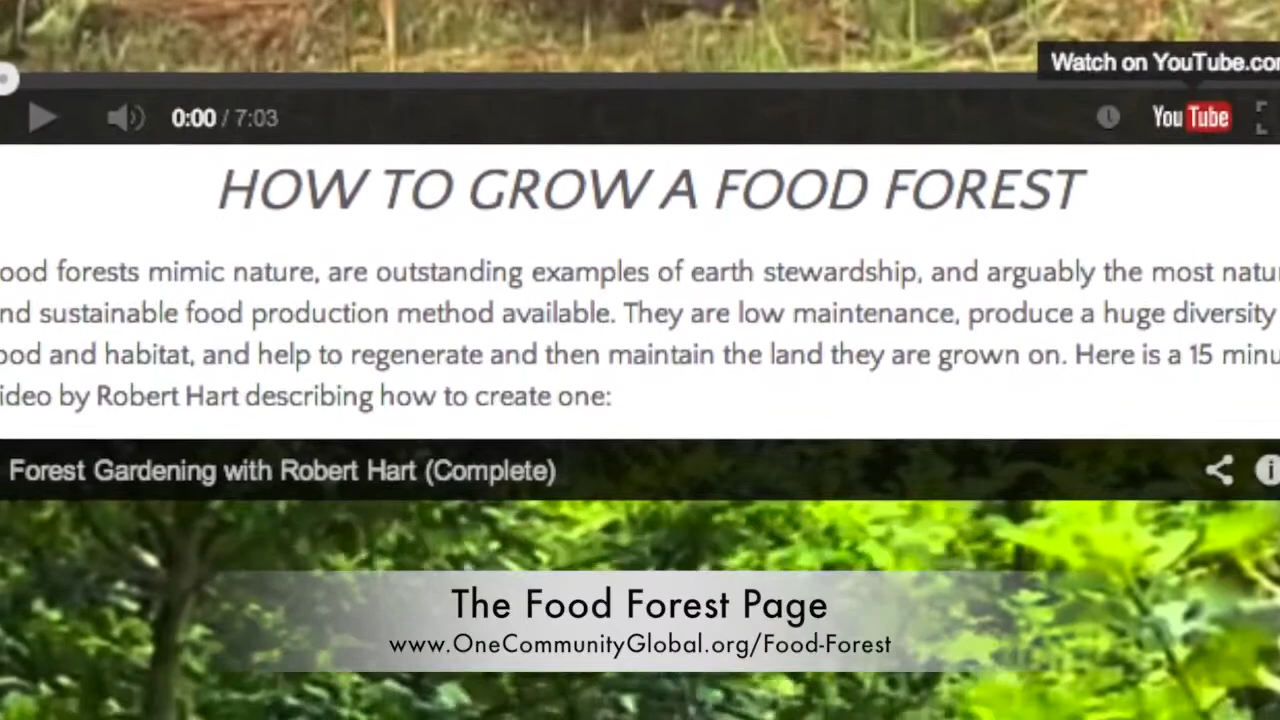 Watch on YouTube.com
0:00 / 7:03
YouTube
HOW TO GROW A FOOD FOREST
ood forests mimic nature, are outstanding examples of earth stewardship, and arguably the most natu
nd sustainable food production method available. They are low maintenance, produce a huge diversity
ood and habitat, and help to regenerate and then maintain the land they are grown on. Here is a 15 minu
ideo by Robert Hart describing how to create one:
Forest Gardening with Robert Hart (Complete)
The Food Forest Page
www.OneCommunityGlobal.org/Food-Forest